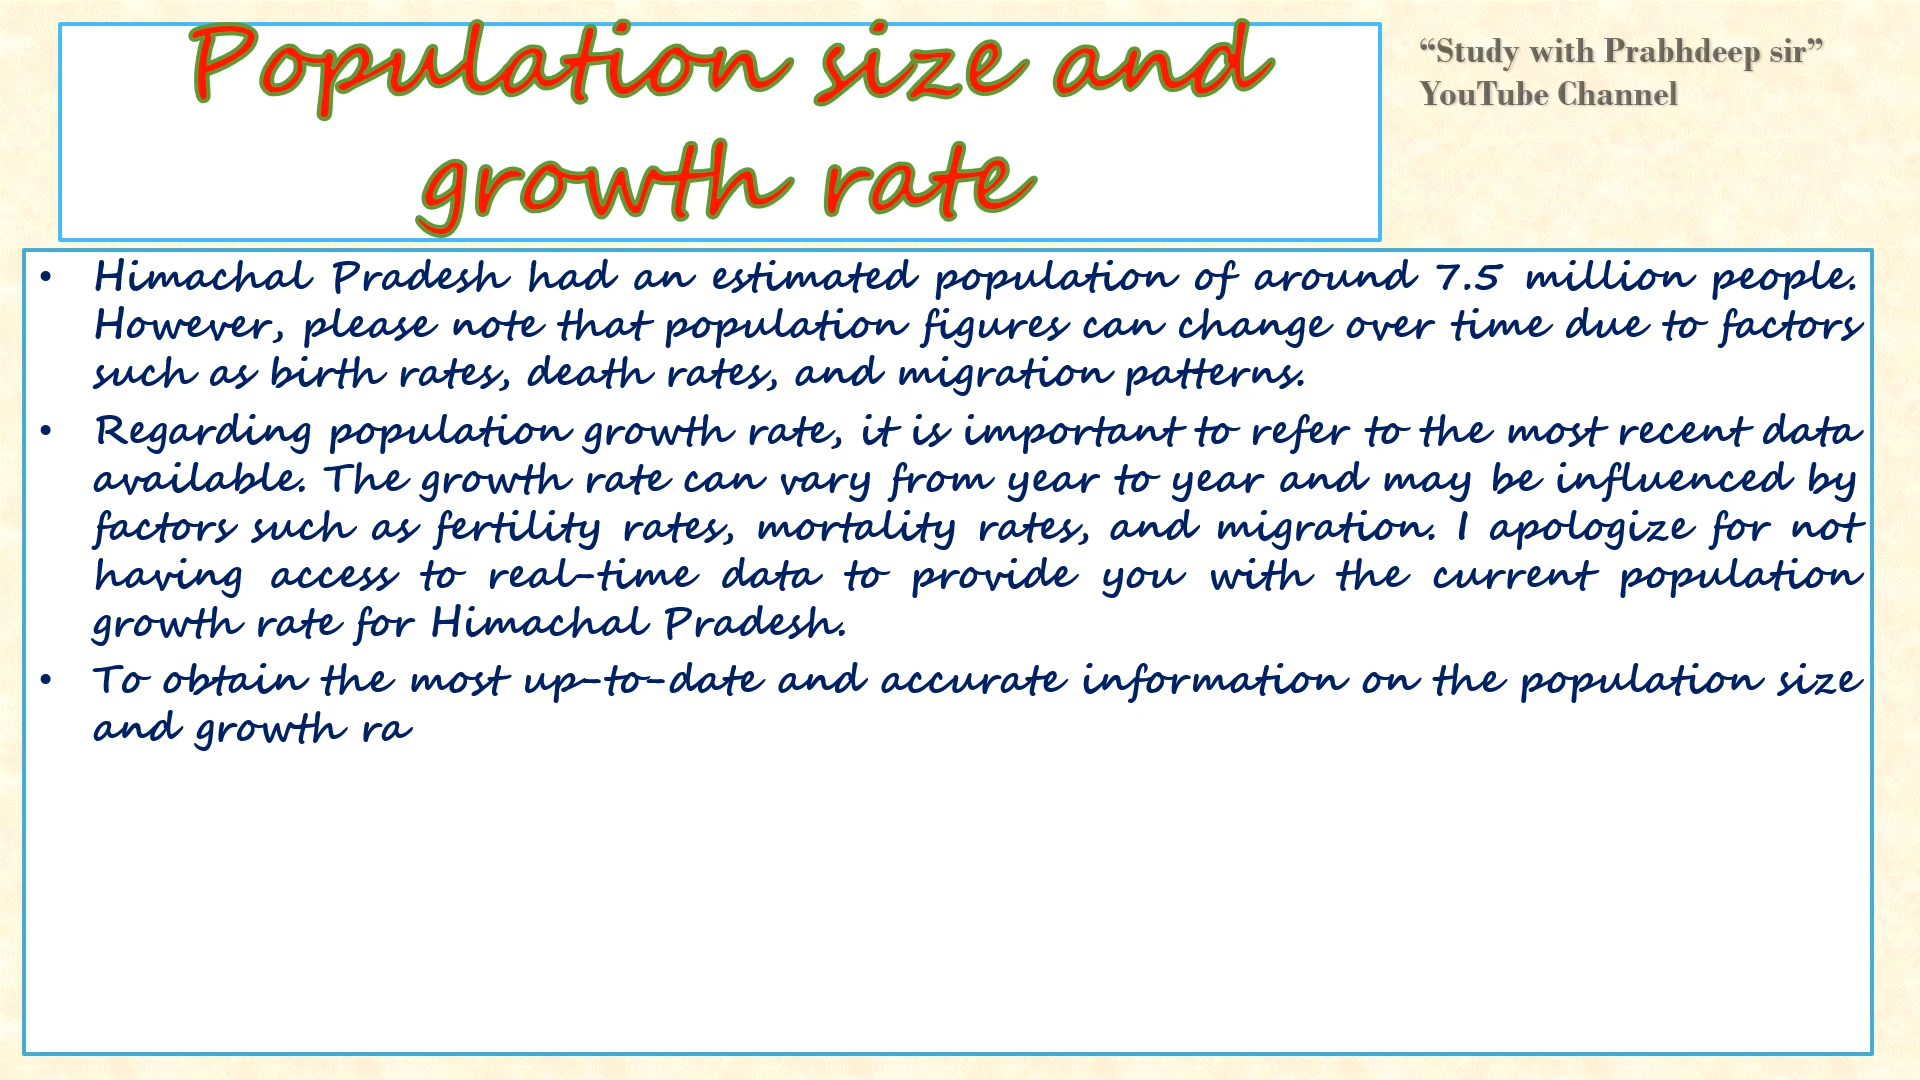 Population size and
growth rate
“Study with Prabhdeep sir”
YouTube Channel
• Himachal Pradesh had an estimated population of around 7.5 million people.
However, please note that population figures can change over time due to factors
such as birth rates, death rates, and migration patterns.
• Regarding population growth rate, it is important to refer to the most recent data
available. The growth rate can vary from year to year and may be influenced by
factors such as fertility rates, mortality rates, and migration. I apologize for not
having access to real-time data to provide you with the current population
growth rate for Himachal Pradesh.
• To obtain the most up-to-date and accurate information on the population size
and growth ra